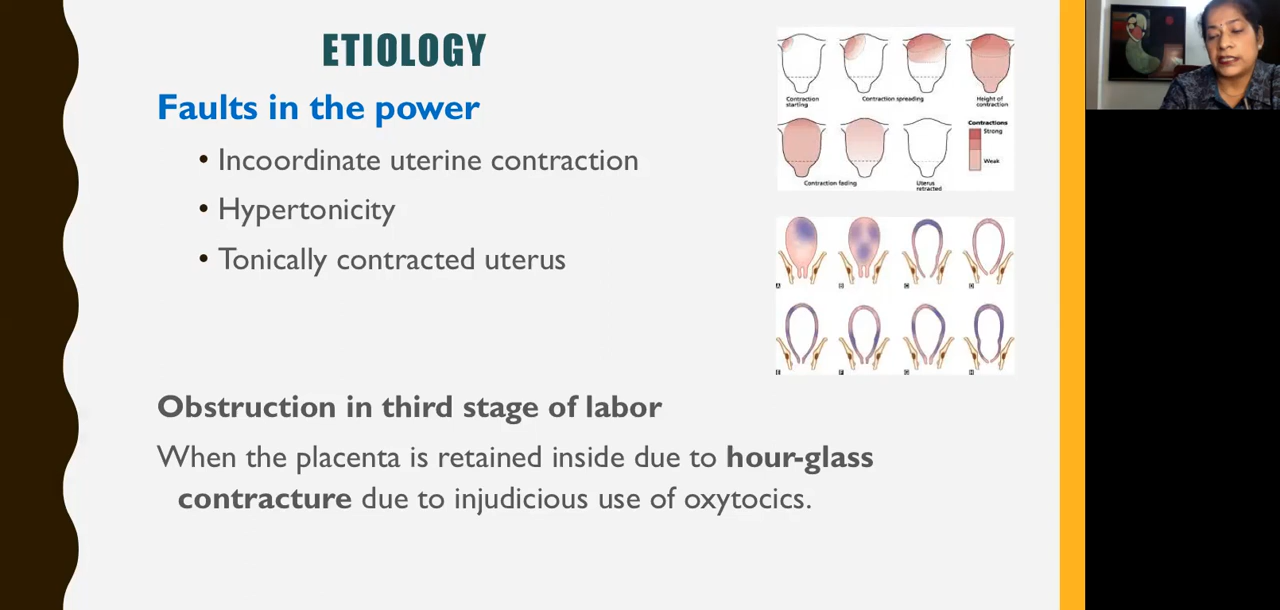 ETIOLOGY
Faults in the power
• Incoordinate uterine contraction
• Hypertonicity
• Tonically contracted uterus
Contraction starting
Contraction spreading
Height of contraction
Contractions
Strong
Weak
Contraction fading
Uterus retracted
Obstruction in third stage of labor
When the placenta is retained inside due to hour-glass
contracture due to injudicious use of oxytocics.